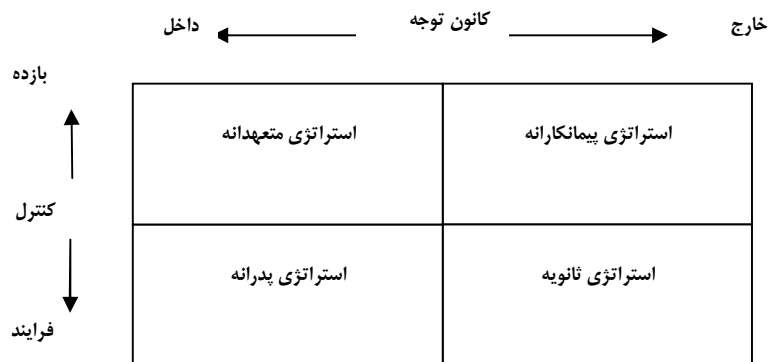 خارج
کانون توجه
داخل
بازده
استراتژی پیمانکارانه
استراتژی متعهدانه
کنترل
استراتژی ثانویه
استراتژی پدرانه
فرایند